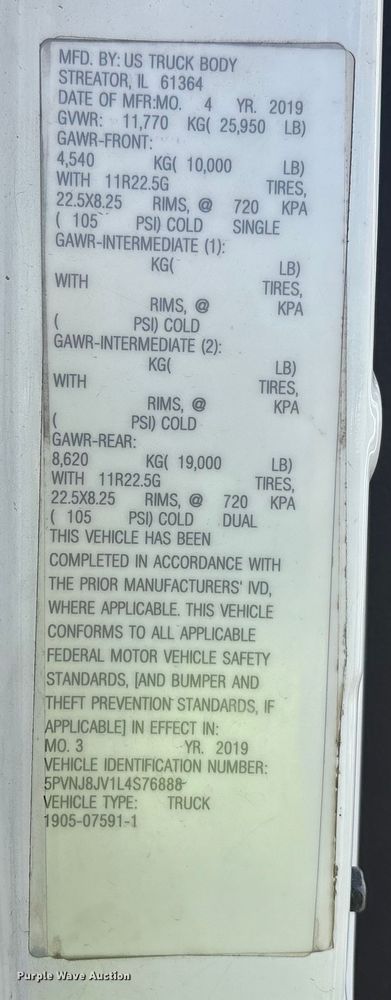 MFD. BY: US TRUCK BODY
STREATOR, IL 61364
DATE OF MFR:MO. 4 YR. 2019
GVWR: 11,770 KG( 25,950 LB)
GAWR-FRONT:
4,540 KG( 10,000 LB)
WITH 11R22.5G TIRES,
22.5X8.25 RIMS, @ 720 KPA
( 105 PSI) COLD SINGLE
GAWR-INTERMEDIATE (1):
KG( LB)
WITH TIRES,
RIMS, @ KPA
( PSI) COLD
GAWR-INTERMEDIATE (2):
KG( LB)
WITH TIRES,
RIMS, @ KPA
( PSI) COLD
GAWR-REAR:
8,620 KG( 19,000 LB)
WITH 11R22.5G TIRES,
22.5X8.25 RIMS, @ 720 KPA
( 105 PSI) COLD DUAL
THIS VEHICLE HAS BEEN
COMPLETED IN ACCORDANCE WITH
THE PRIOR MANUFACTURERS' IVD,
WHERE APPLICABLE. THIS VEHICLE
CONFORMS TO ALL APPLICABLE
FEDERAL MOTOR VEHICLE SAFETY
STANDARDS, [AND BUMPER AND
THEFT PREVENTION STANDARDS, IF
APPLICABLE] IN EFFECT IN:
MO. 3 YR. 2019
VEHICLE IDENTIFICATION NUMBER:
5PVNJ8JV1L4S76888
VEHICLE TYPE: TRUCK
1905-07591-1
Purple Wave Auction